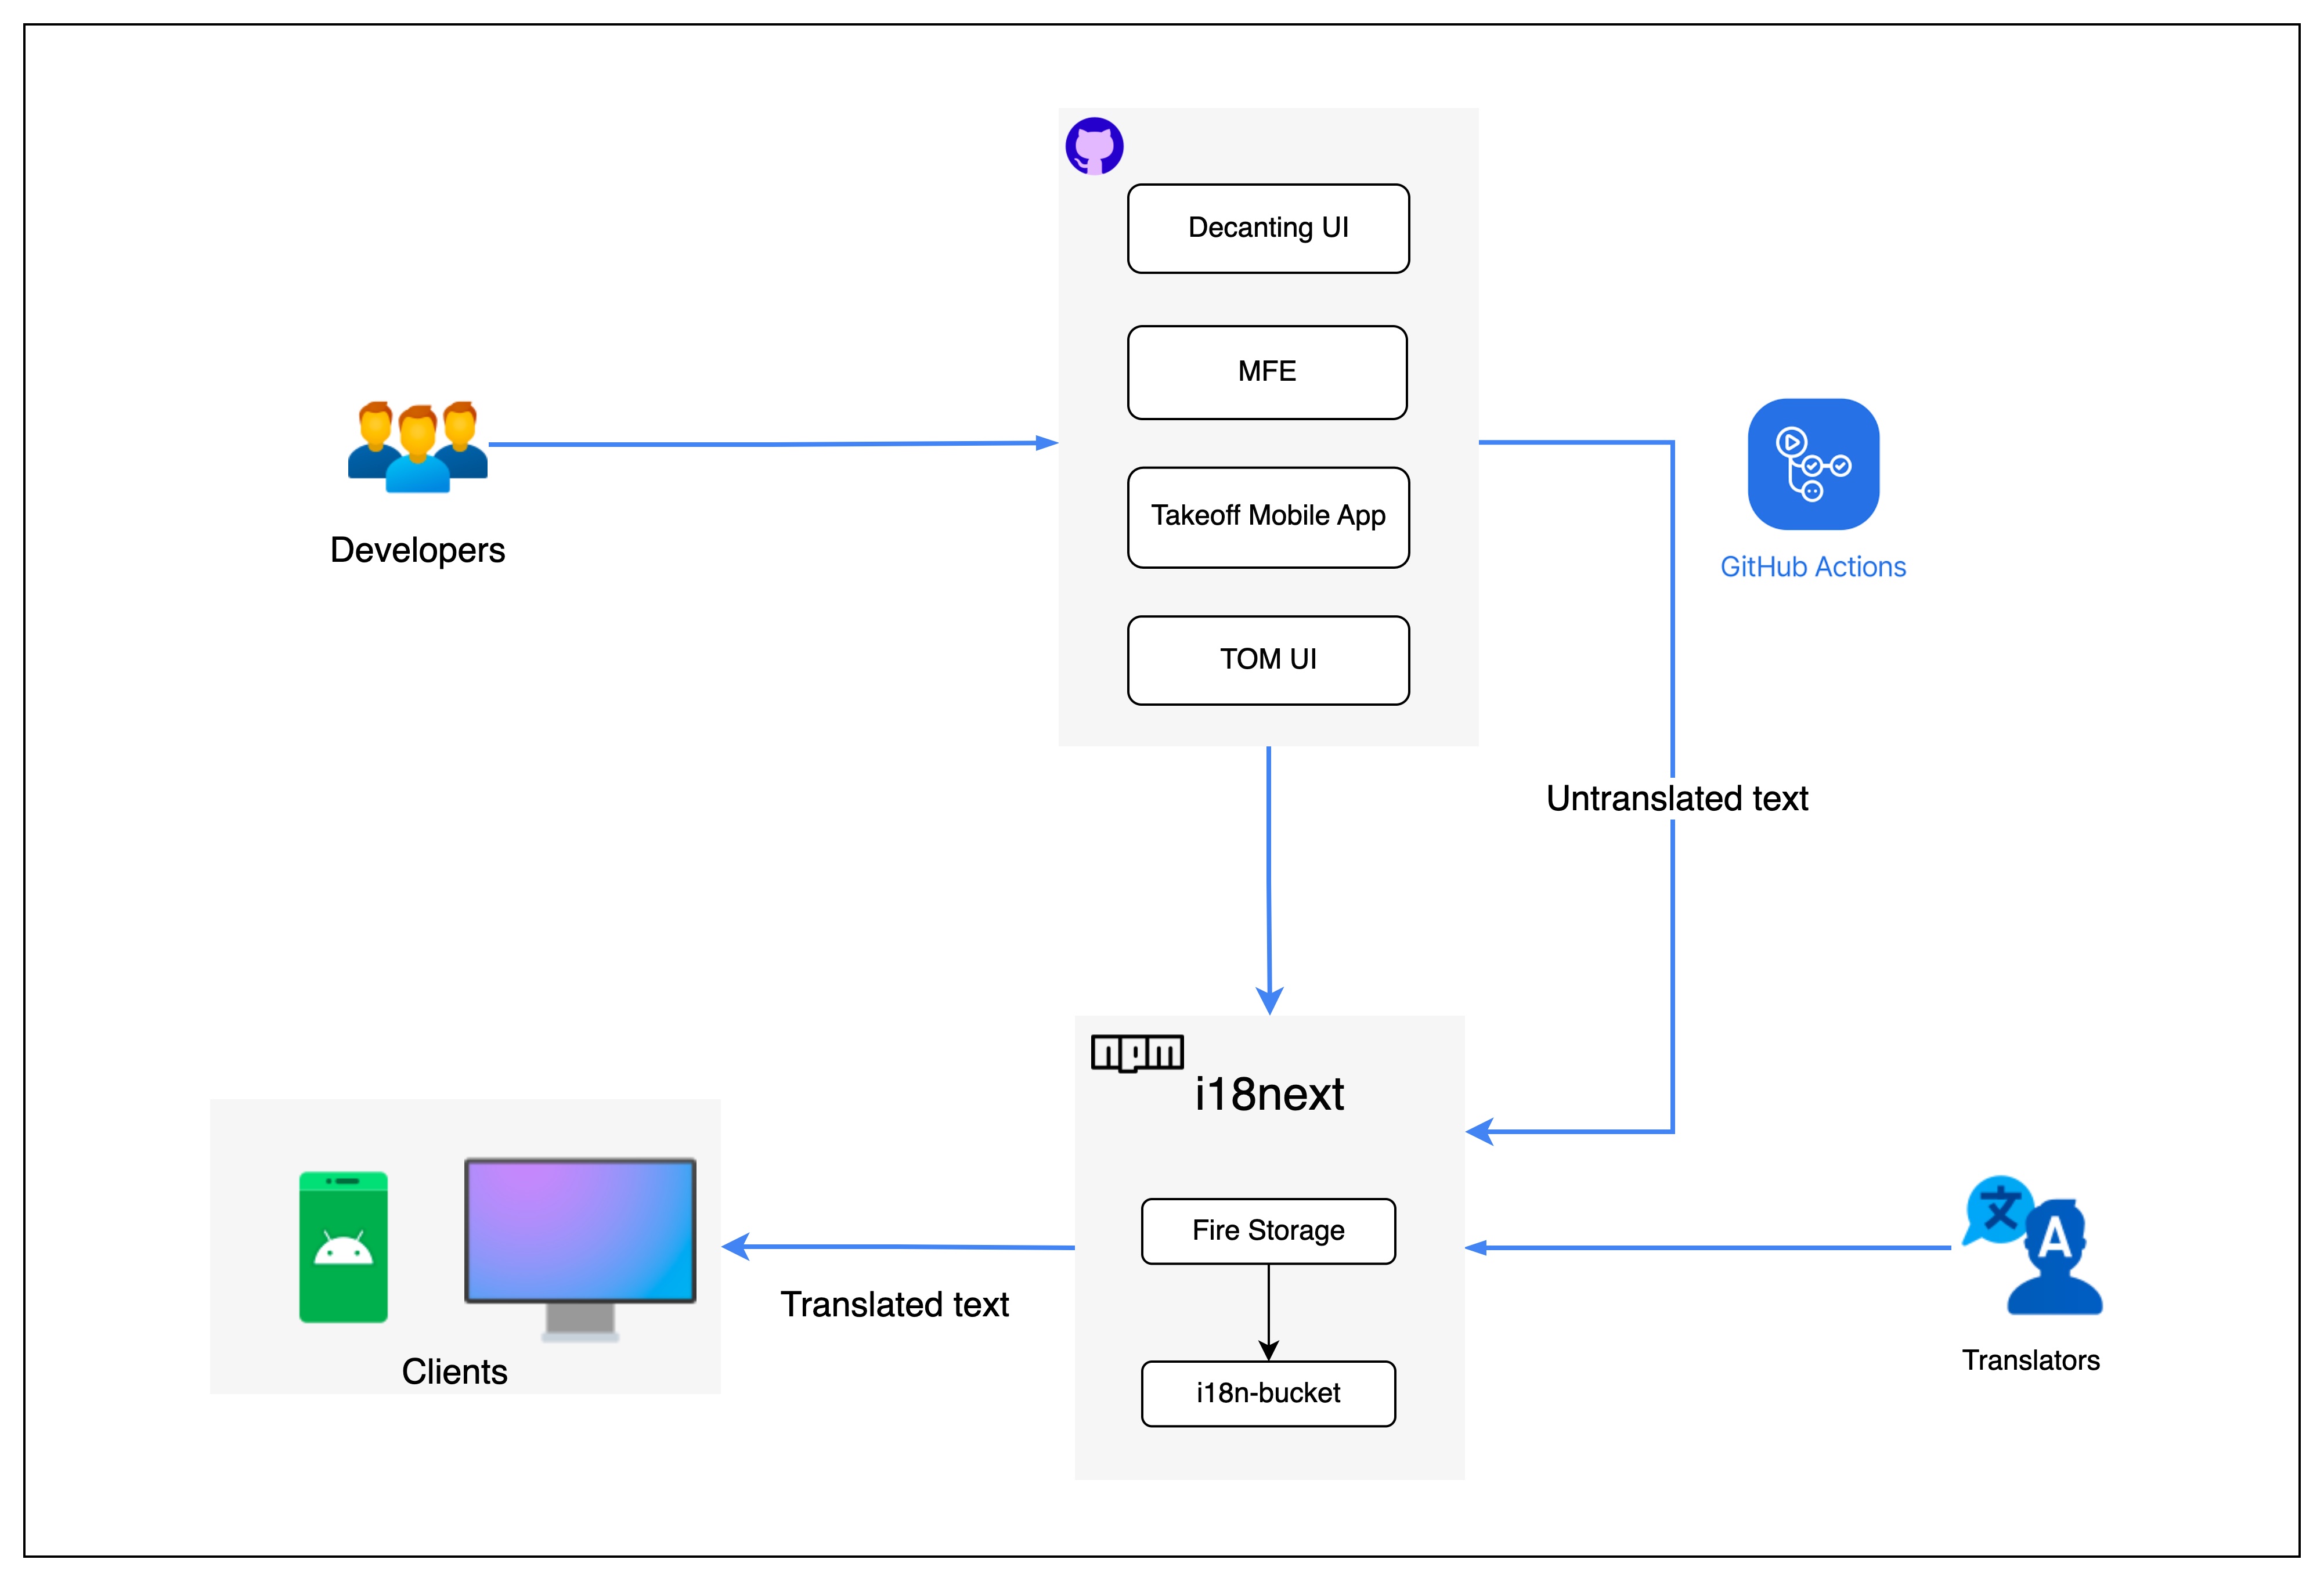 Decanting UI
MFE
Takeoff Mobile App
TOM UI
Developers
GitHub Actions
Untranslated text
npm
i18next
Fire Storage
i18n-bucket
Translated text
Clients
文
A
Translators